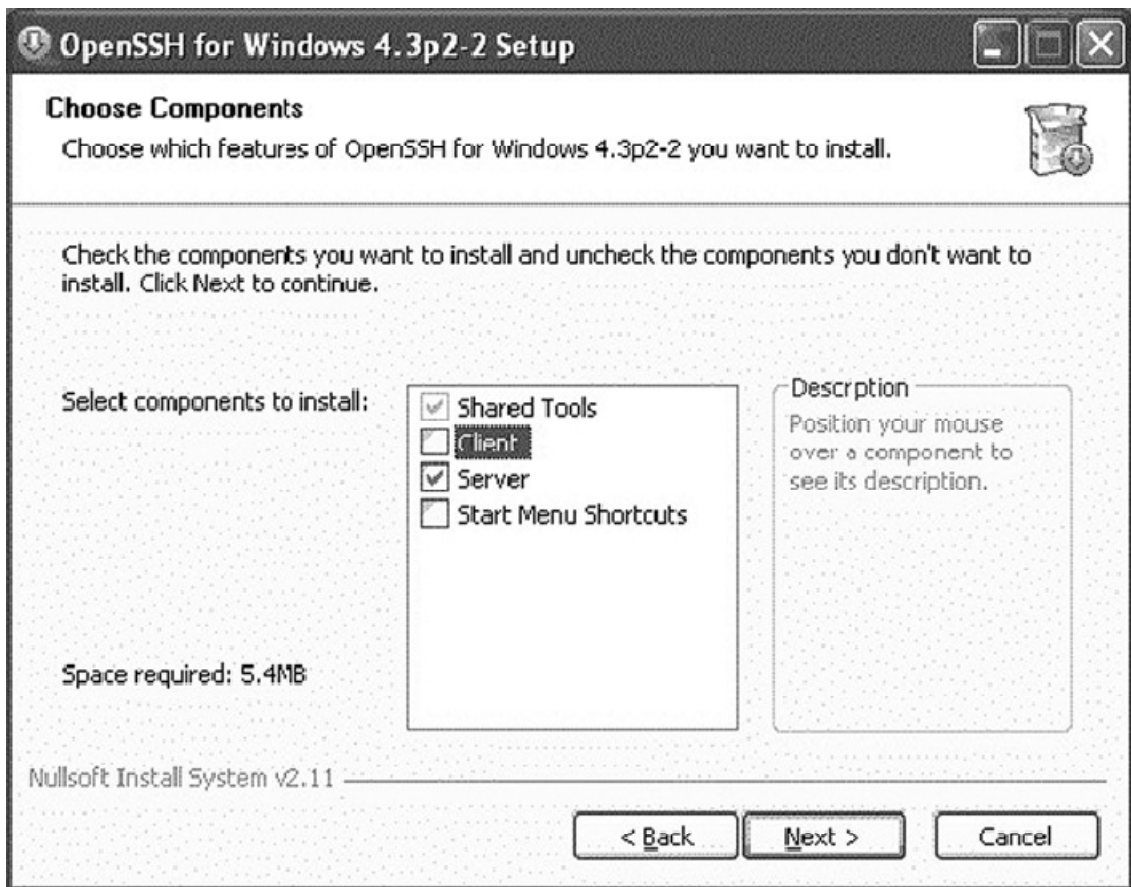 OpenSSH for Windows 4.3p2-2 Setup
Choose Components
Choose which features of OpenSSH for Windows 4.3p2-2 you want to install.
Check the components you want to install and uncheck the components you don't want to
install. Click Next to continue.
Select components to install:
Shared Tools
Client
Server
Start Menu Shortcuts
Descrption
Position your mouse
over a component to
see its description.
Space required: 5.4MB
Nullsoft Install System v2.11
< Back
Next >
Cancel